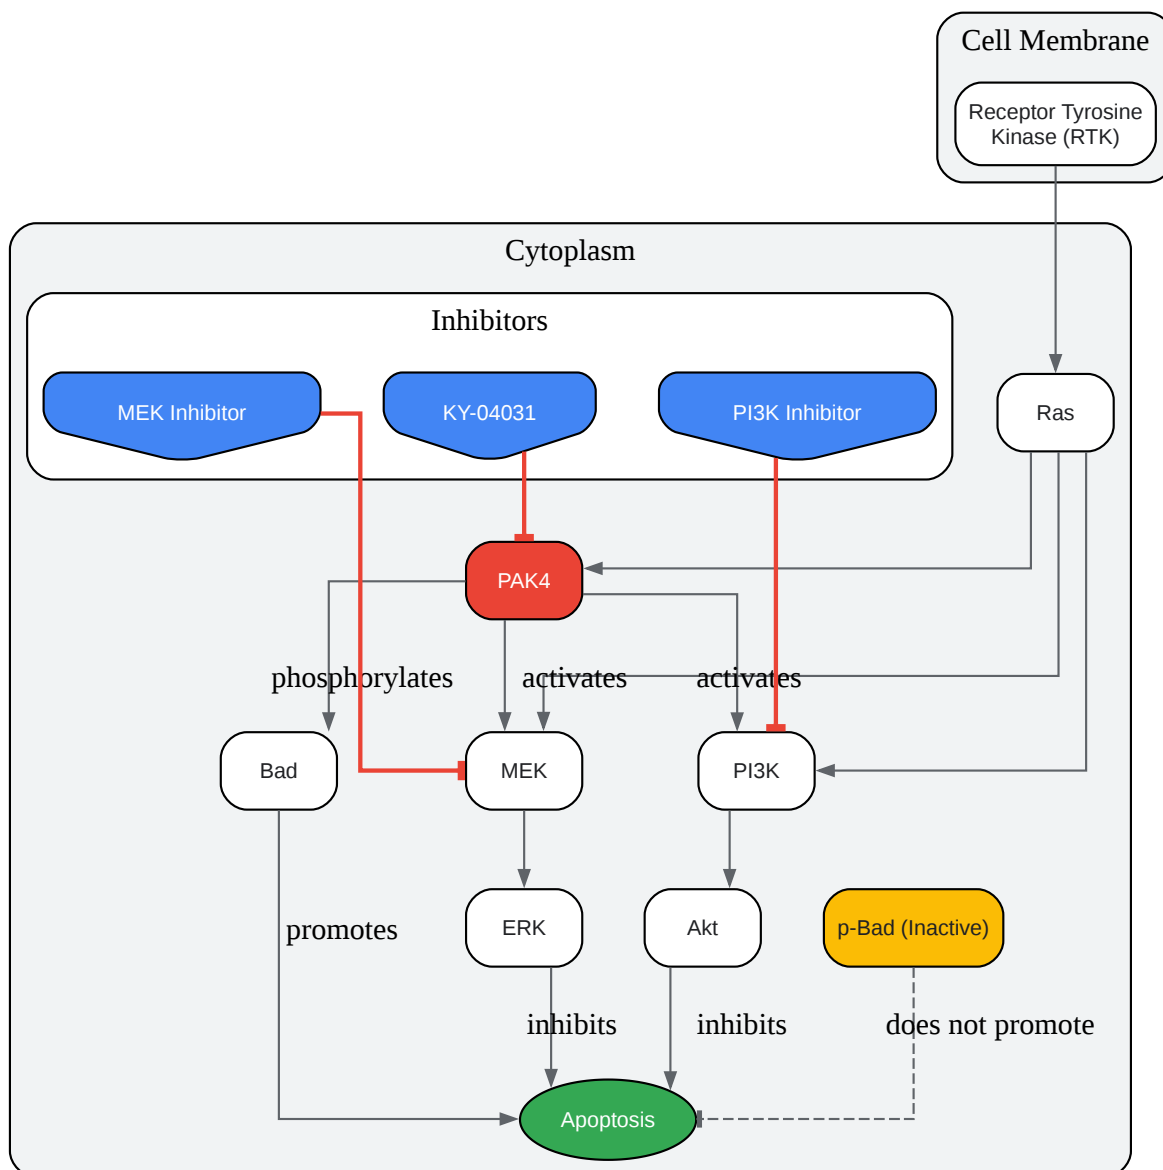 Cell Membrane
Receptor Tyrosine
Kinase (RTK)
Cytoplasm
Inhibitors
MEK Inhibitor
KY-04031
PI3K Inhibitor
Ras
PAK4
phosphorylates
activates
activates
Bad
MEK
PI3K
promotes
ERK
Akt
p-Bad (Inactive)
inhibits
inhibits
does not promote
Apoptosis